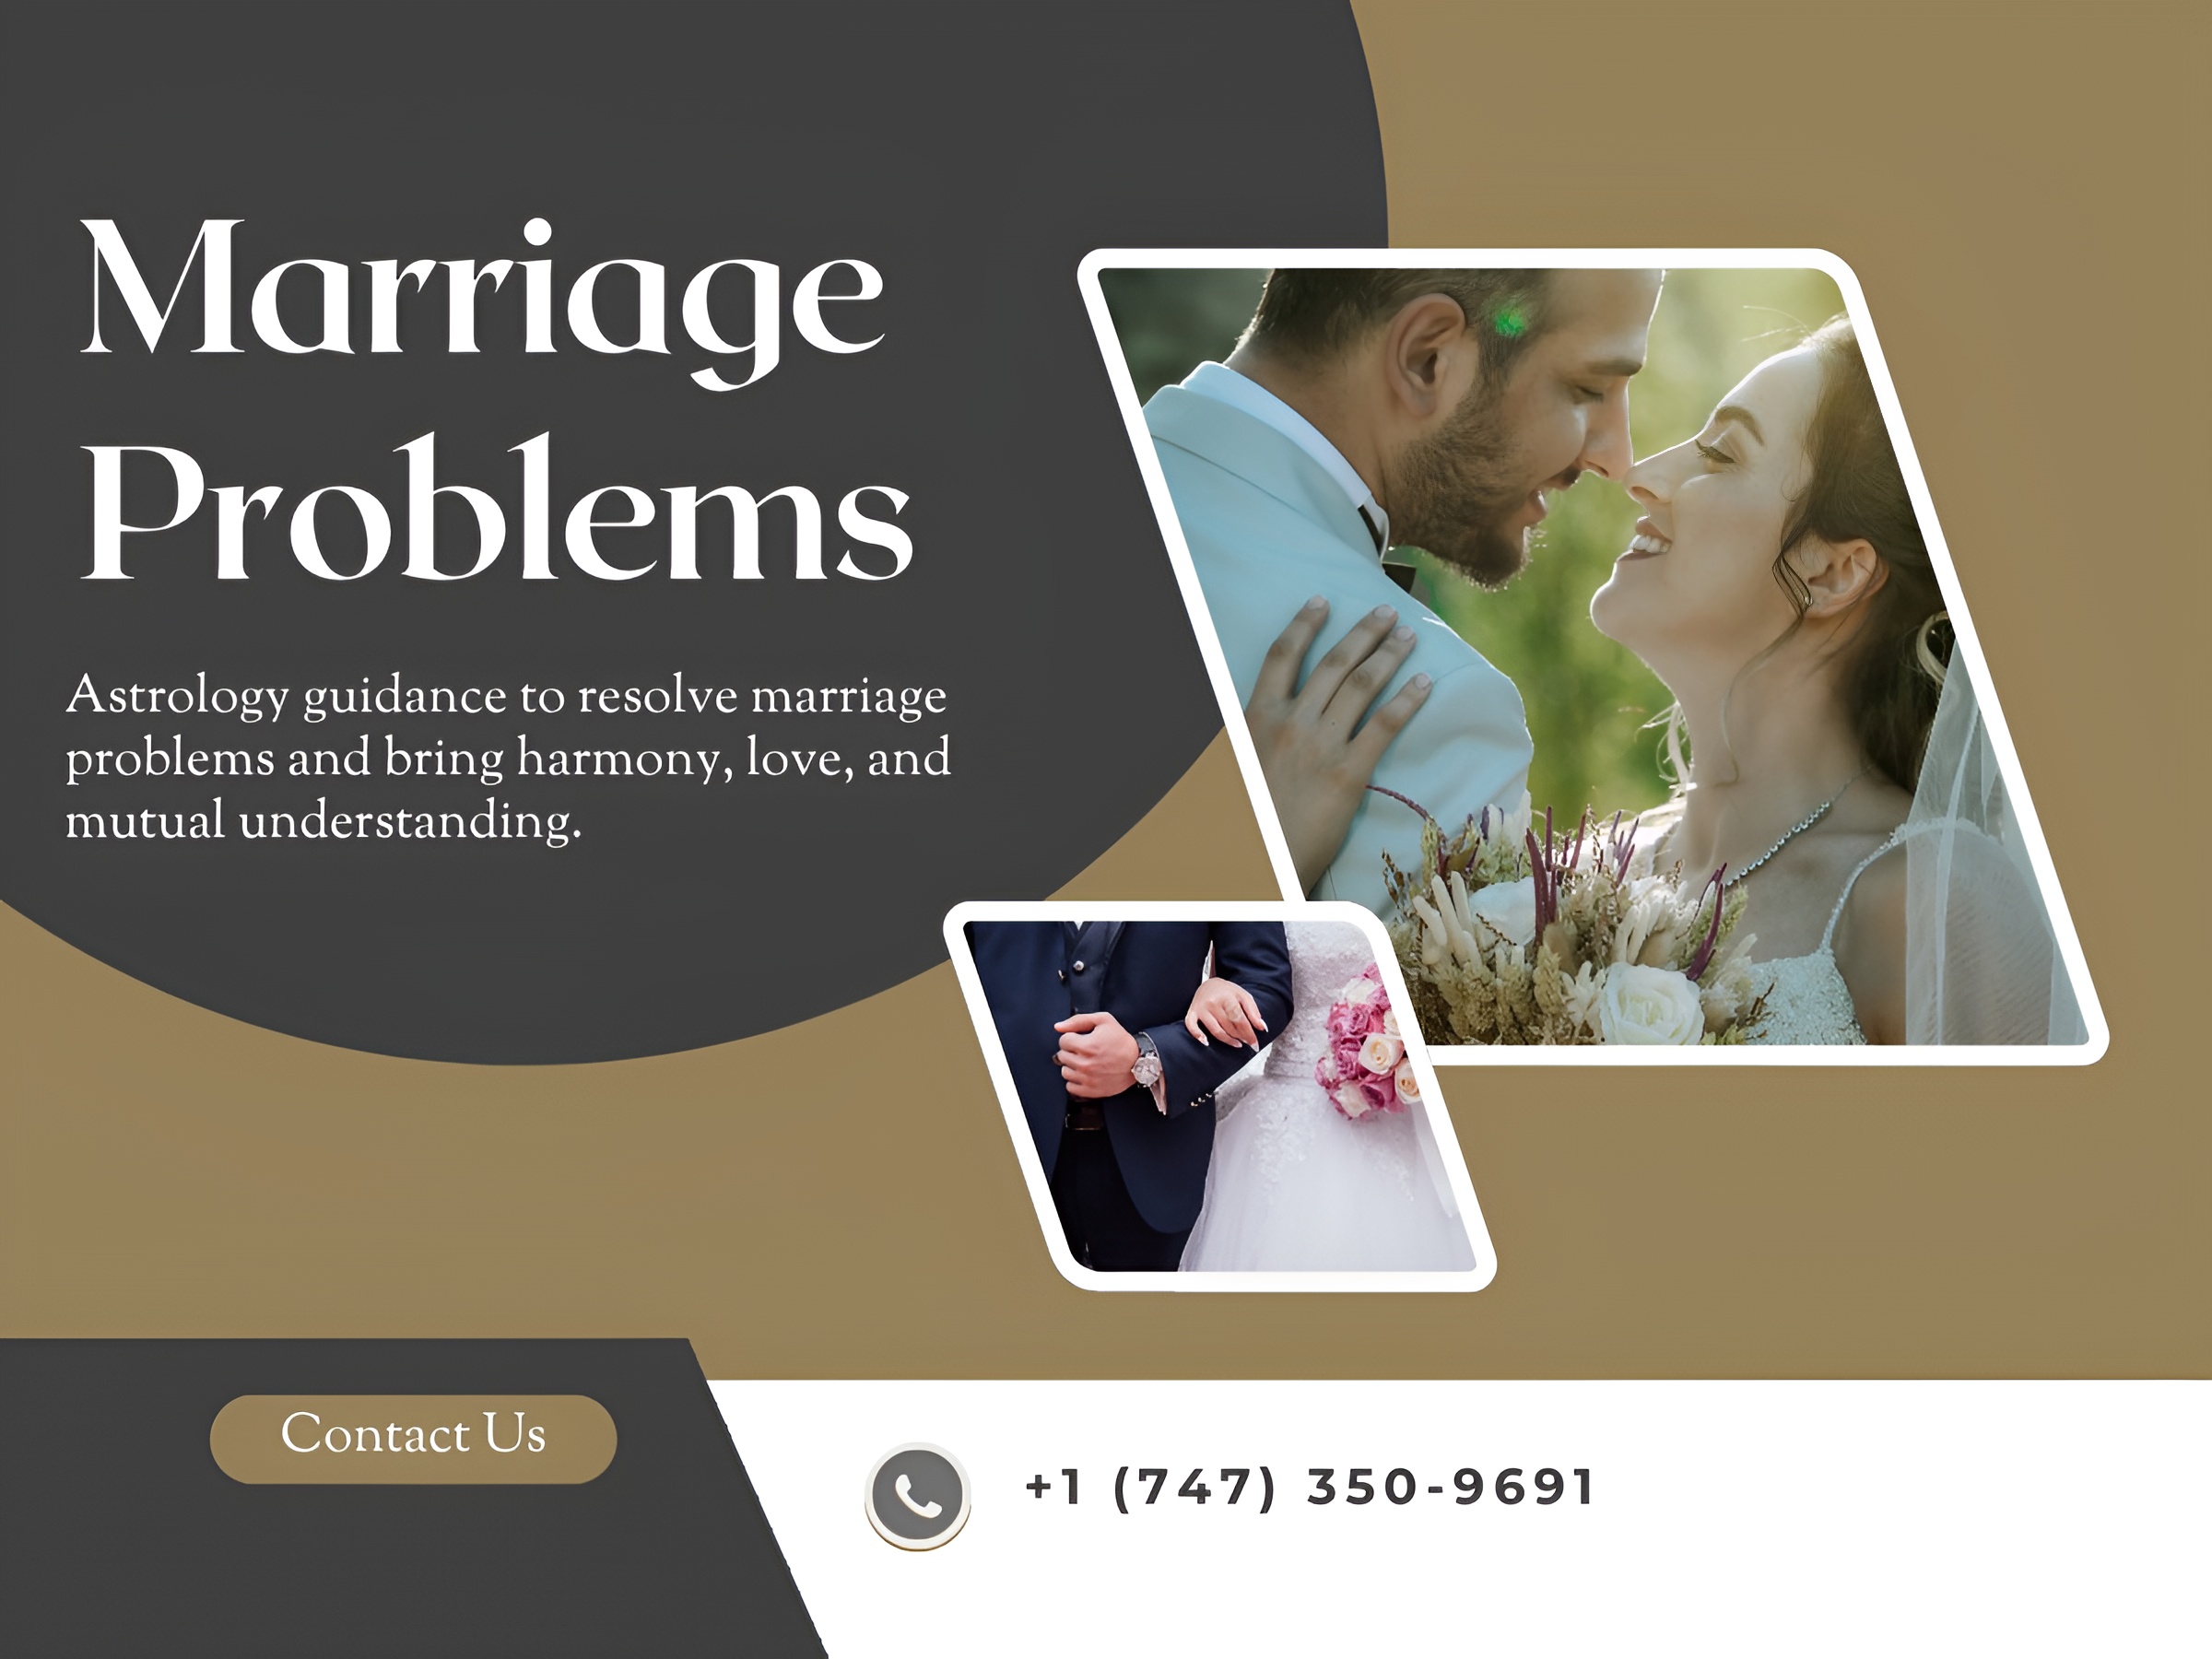 Marriage
Problems
Astrology guidance to resolve marriage
problems and bring harmony, love, and
mutual understanding.
Contact Us
+1 (747) 350-9691